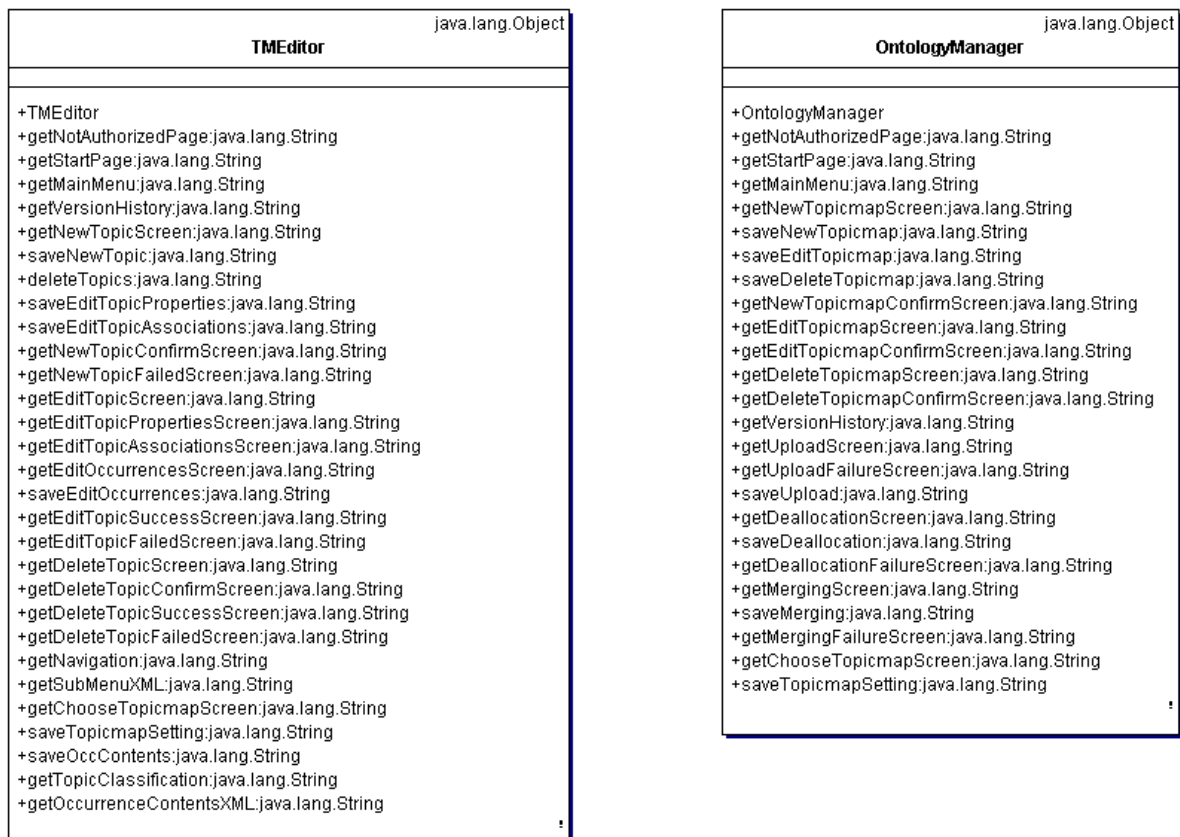 java.lang.Object
TMEditor
+TMEditor
+getNotAuthorizedPage:java.lang.String
+getStartPage:java.lang.String
+getMainMenu:java.lang.String
+getVersionHistory:java.lang.String
+getNewTopicScreen:java.lang.String
+saveNewTopic:java.lang.String
+deleteTopics:java.lang.String
+saveEditTopicProperties:java.lang.String
+saveEditTopicAssociations:java.lang.String
+getNewTopicConfirmScreen:java.lang.String
+getNewTopicFailedScreen:java.lang.String
+getEditTopicScreen:java.lang.String
+getEditTopicPropertiesScreen:java.lang.String
+getEditTopicAssociationsScreen:java.lang.String
+getEditOccurrencesScreen:java.lang.String
+saveEditOccurrences:java.lang.String
+getEditTopicSuccessScreen:java.lang.String
+getEditTopicFailedScreen:java.lang.String
+getDeleteTopicScreen:java.lang.String
+getDeleteTopicConfirmScreen:java.lang.String
+getDeleteTopicSuccessScreen:java.lang.String
+getDeleteTopicFailedScreen:java.lang.String
+getNavigation:java.lang.String
+getSubMenuXML:java.lang.String
+getChooseTopicmapScreen:java.lang.String
+saveTopicmapSetting:java.lang.String
+saveOccContents:java.lang.String
+getTopicClassification:java.lang.String
+getOccurrenceContentsXML:java.lang.String
java.lang.Object
OntologyManager
+OntologyManager
+getNotAuthorizedPage:java.lang.String
+getStartPage:java.lang.String
+getMainMenu:java.lang.String
+getNewTopicmapScreen:java.lang.String
+saveNewTopicmap:java.lang.String
+saveEditTopicmap:java.lang.String
+saveDeleteTopicmap:java.lang.String
+getNewTopicmapConfirmScreen:java.lang.String
+getEditTopicmapScreen:java.lang.String
+getEditTopicmapConfirmScreen:java.lang.String
+getDeleteTopicmapScreen:java.lang.String
+getDeleteTopicmapConfirmScreen:java.lang.String
+getVersionHistory:java.lang.String
+getUploadScreen:java.lang.String
+getUploadFailureScreen:java.lang.String
+saveUpload:java.lang.String
+getDeallocationScreen:java.lang.String
+saveDeallocation:java.lang.String
+getDeallocationFailureScreen:java.lang.String
+getMergingScreen:java.lang.String
+saveMerging:java.lang.String
+getMergingFailureScreen:java.lang.String
+getChooseTopicmapScreen:java.lang.String
+saveTopicmapSetting:java.lang.String